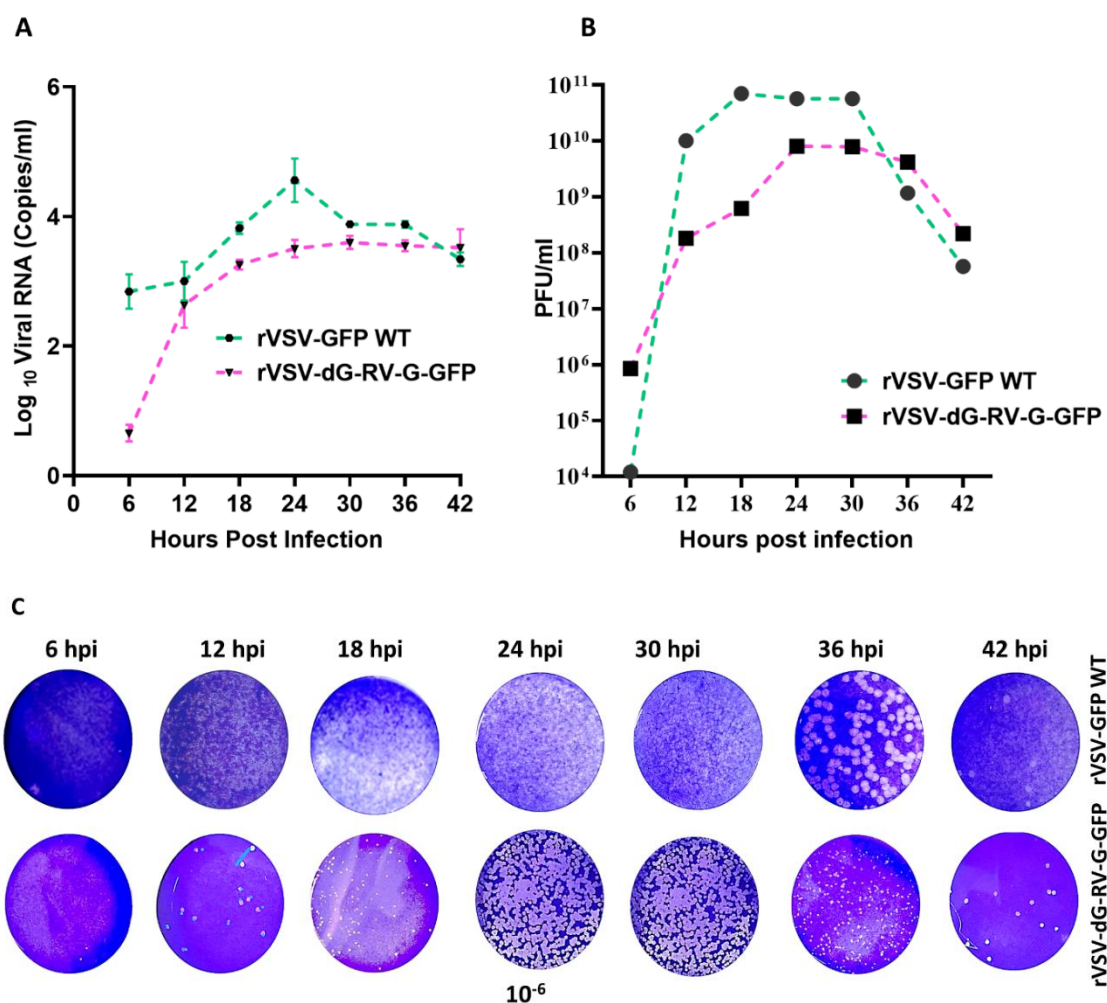 A
6
4
2
0
Log 10 Viral RNA (Copies/ml)
0 6 12 18 24 30 36 42
Hours Post Infection
rVSV-GFP WT
rVSV-dG-RV-G-GFP
B
10¹¹
10¹⁰
10⁹
10⁸
10⁷
10⁶
10⁵
10⁴
PFU/ml
6 12 18 24 30 36 42
Hours post infection
rVSV-GFP WT
rVSV-dG-RV-G-GFP
C
6 hpi 12 hpi 18 hpi 24 hpi 30 hpi 36 hpi 42 hpi
rVSV-GFP WT
rVSV-dG-RV-G-GFP
10⁻⁶